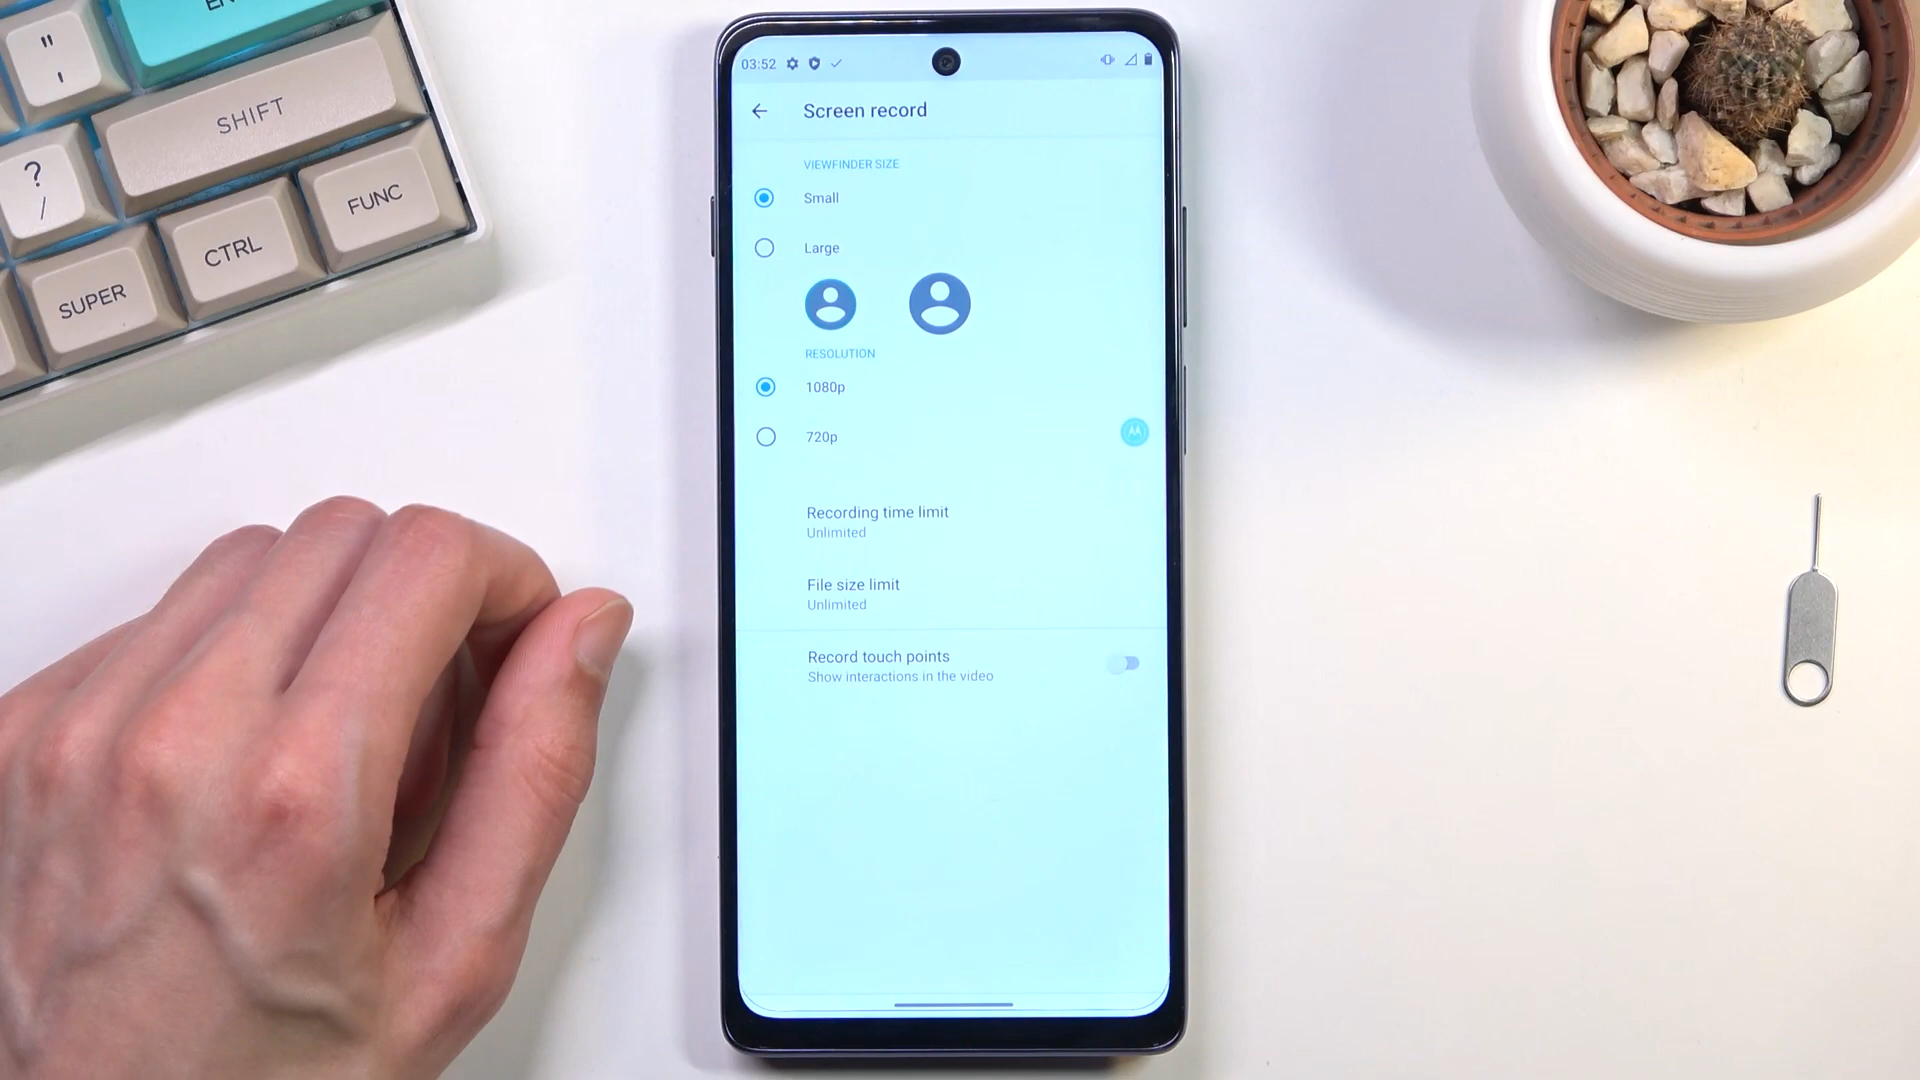 "
'
EN
SHIFT
?
/
FUNC
CTRL
SUPER
03:52
Screen record
VIEWFINDER SIZE
Small
Large
RESOLUTION
1080p
720p
Recording time limit
Unlimited
File size limit
Unlimited
Record touch points
Show interactions in the video